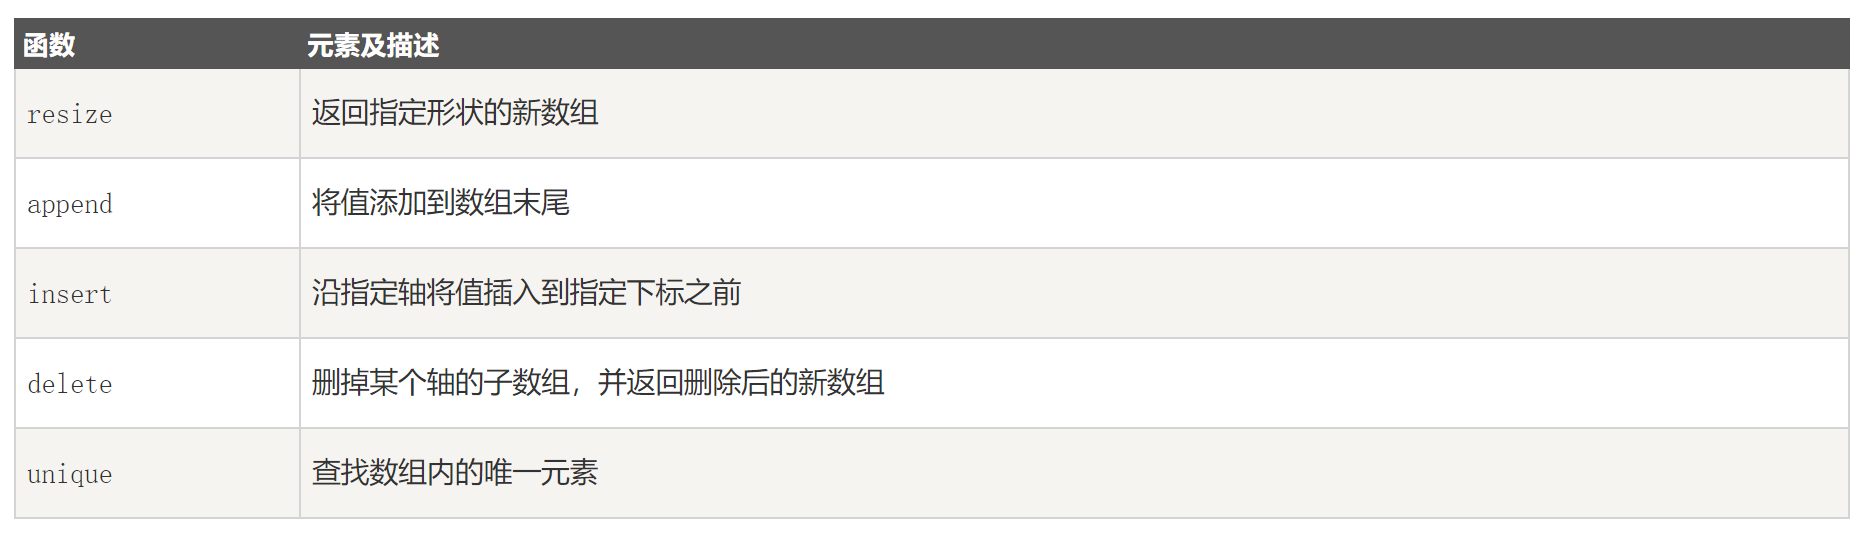 函数 元素及描述
resize 返回指定形状的新数组
append 将值添加到数组末尾
insert 沿指定轴将值插入到指定下标之前
delete 删掉某个轴的子数组，并返回删除后的新数组
unique 查找数组内的唯一元素